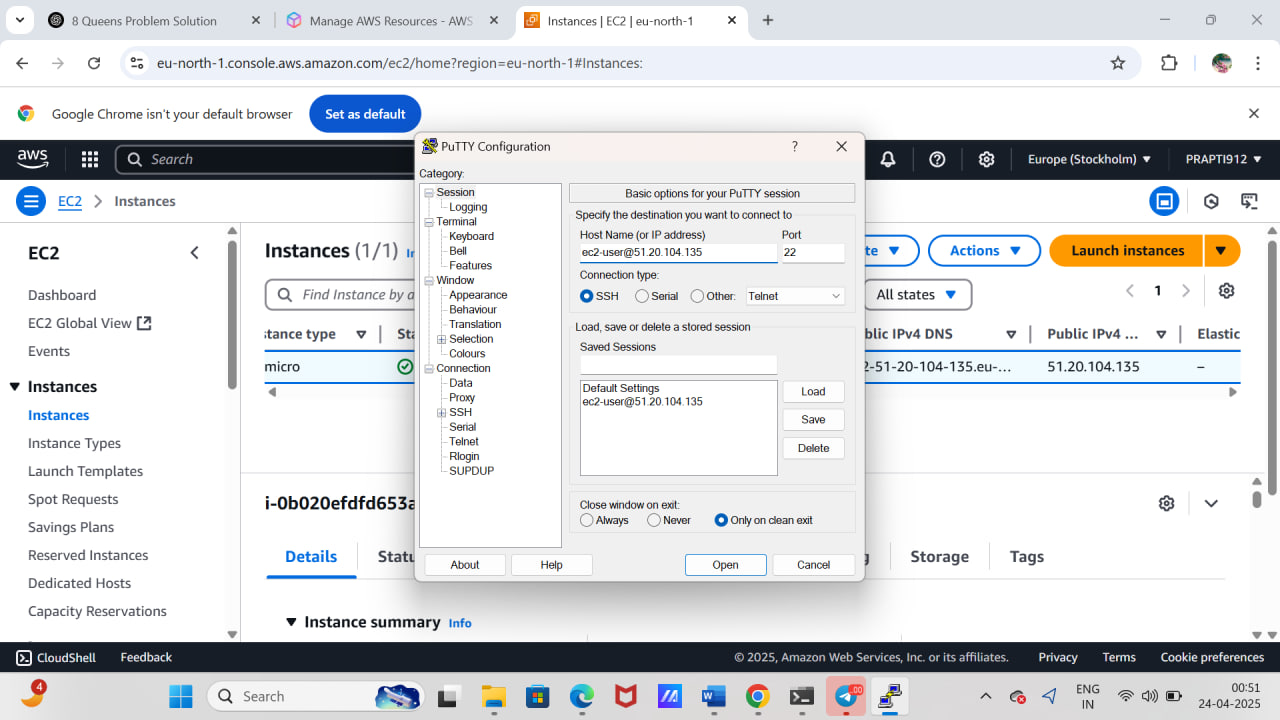 8 Queens Problem Solution
Manage AWS Resources - AWS
Instances | EC2 | eu-north-1
eu-north-1.console.aws.amazon.com/ec2/home?region=eu-north-1#Instances:
Google Chrome isn't your default browser
Set as default
aws
Search
Europe (Stockholm)
PRAPTI912
EC2
Instances
EC2
Dashboard
EC2 Global View
Events
Instances
Instances
Instance Types
Launch Templates
Spot Requests
Savings Plans
Reserved Instances
Dedicated Hosts
Capacity Reservations
Instances (1/1)
Actions
Launch instances
Find Instance by a
All states
1
stance type
Sta
blic IPv4 DNS
Public IPv4 ...
Elastic
micro
2-51-20-104-135.eu-...
51.20.104.135
–
i-0b020efdfd653a
Details
Statu
Storage
Tags
Instance summary
Info
PuTTY Configuration
?
Category:
Session
Logging
Terminal
Keyboard
Bell
Features
Window
Appearance
Behaviour
Translation
Selection
Colours
Connection
Data
Proxy
SSH
Serial
Telnet
Rlogin
SUPDUP
Basic options for your PuTTY session
Specify the destination you want to connect to
Host Name (or IP address)
Port
ec2-user@51.20.104.135
22
Connection type:
SSH
Serial
Other:
Telnet
Load, save or delete a stored session
Saved Sessions
Default Settings
ec2-user@51.20.104.135
Load
Save
Delete
Close window on exit:
Always
Never
Only on clean exit
About
Help
Open
Cancel
CloudShell
Feedback
© 2025, Amazon Web Services, Inc. or its affiliates.
Privacy
Terms
Cookie preferences
4
Search
ENG
IN
00:51
24-04-2025